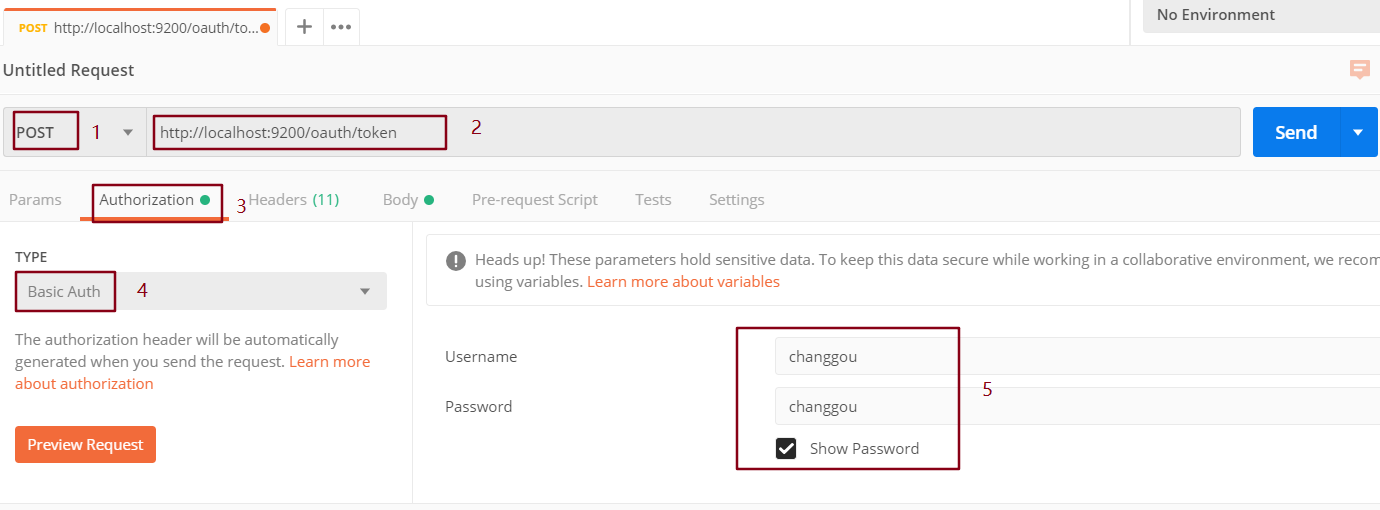 POST http://localhost:9200/oauth/to...
No Environment
Untitled Request
POST 1 http://localhost:9200/oauth/token 2 Send
Params Authorization 3 Headers (11) Body Pre-request Script Tests Settings
TYPE
Basic Auth 4
The authorization header will be automatically
generated when you send the request. Learn more
about authorization
Preview Request
Heads up! These parameters hold sensitive data. To keep this data secure while working in a collaborative environment, we recom
using variables. Learn more about variables
Username changgou
Password changgou
5
Show Password